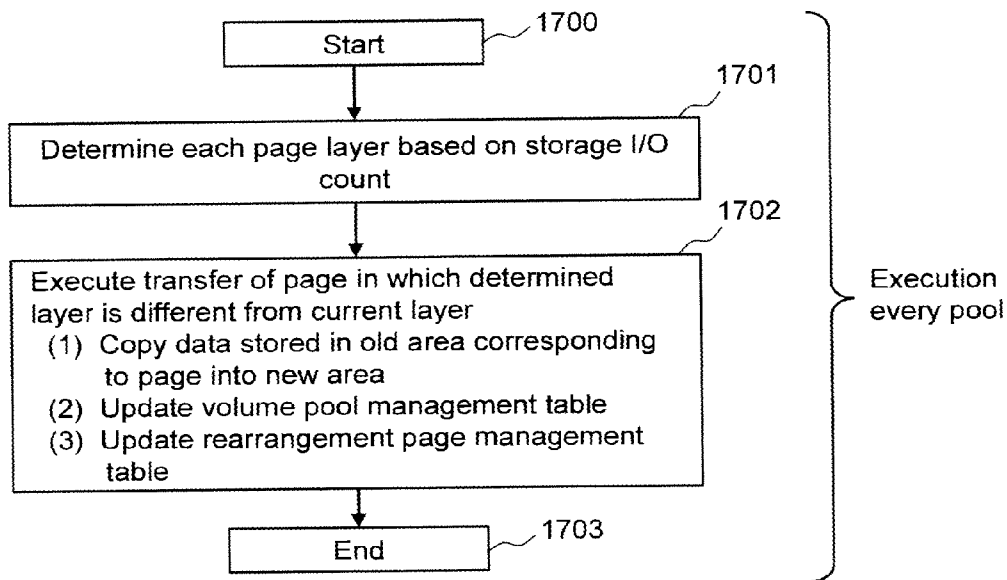 1700
Start
1701
Determine each page layer based on storage I/O
count
1702
Execute transfer of page in which determined
layer is different from current layer
(1) Copy data stored in old area corresponding
to page into new area
(2) Update volume pool management table
(3) Update rearrangement page management
table
1703
End
Execution
every pool